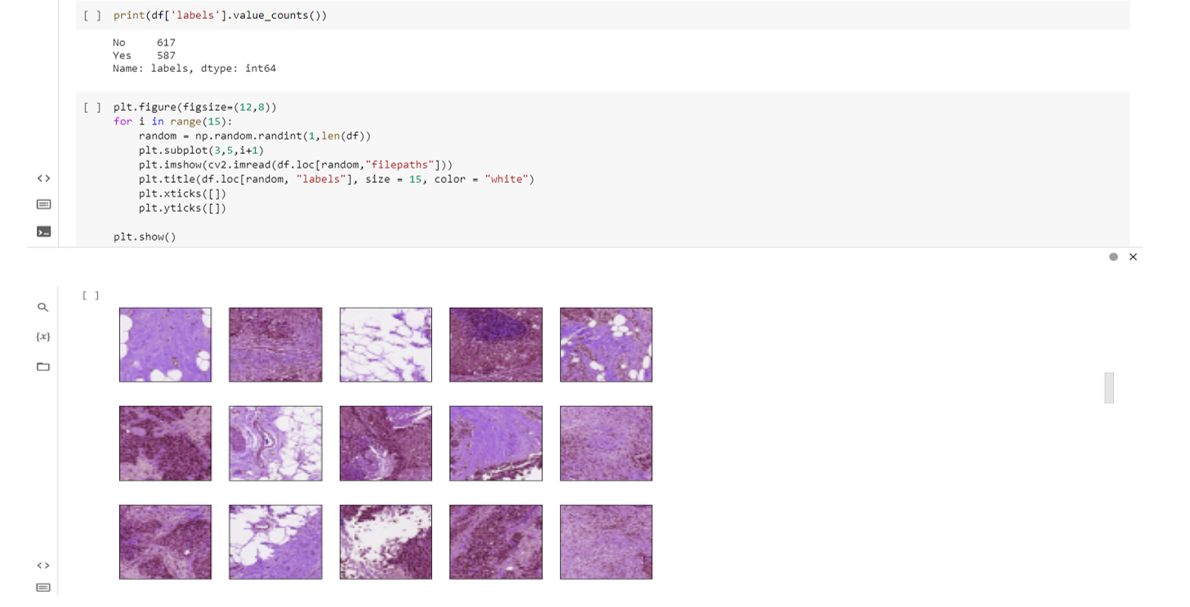 [ ] print(df['labels'].value_counts())
No 617
Yes 587
Name: labels, dtype: int64
[ ] plt.figure(figsize=(12,8))
for i in range(15):
random = np.random.randint(1,len(df))
plt.subplot(3,5,i+1)
plt.imshow(cv2.imread(df.loc[random,"filepaths"]))
plt.title(df.loc[random, "labels"], size = 15, color = "white")
plt.xticks([])
plt.yticks([])
plt.show()
[ ]
{x}